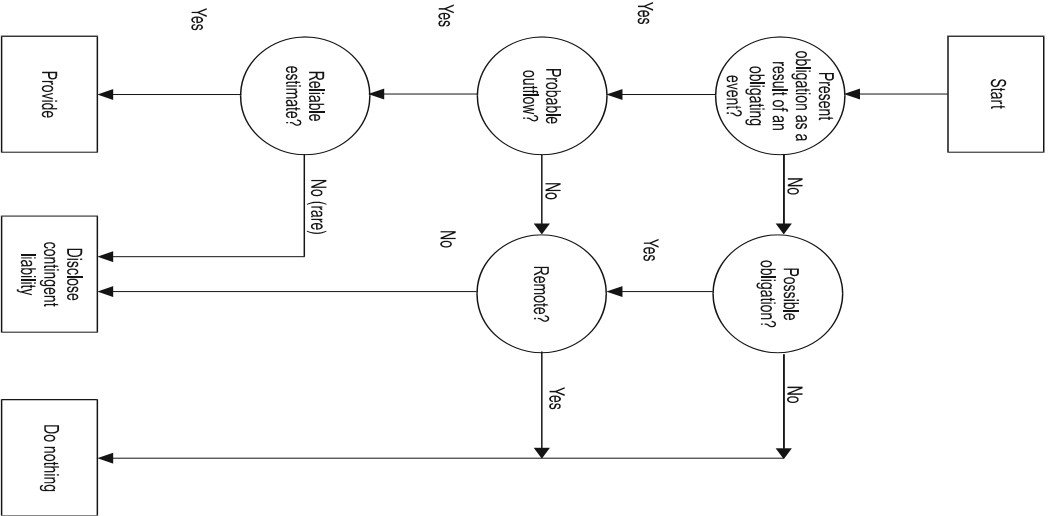 Start
Present
obligation as a
result of an
obligating
event?
No
Possible
obligation?
No
Yes
Yes
Probable
outflow?
No
Remote?
Yes
Yes
No
Reliable
estimate?
No (rare)
Yes
Provide
Disclose
contingent
liability
Do nothing